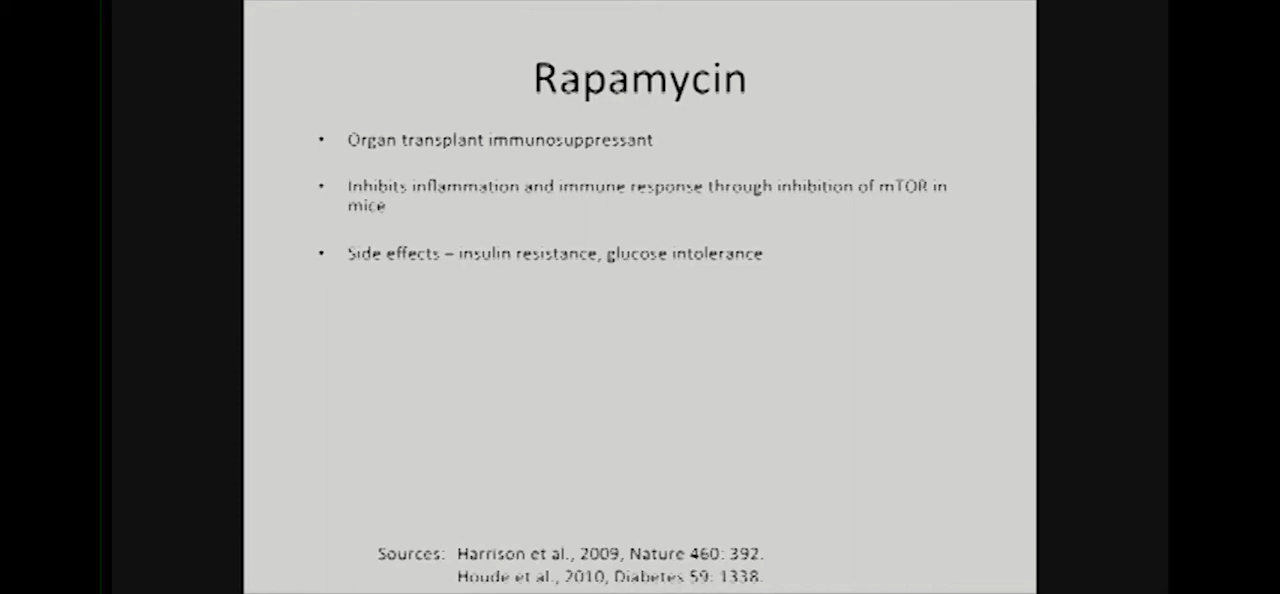 Rapamycin
• Organ transplant immunosuppressant
• Inhibits inflammation and immune response through inhibition of mTOR in
mice
• Side effects – insulin resistance, glucose intolerance
Sources: Harrison et al., 2009, Nature 460: 392.
Houde et al., 2010, Diabetes 59: 1338.